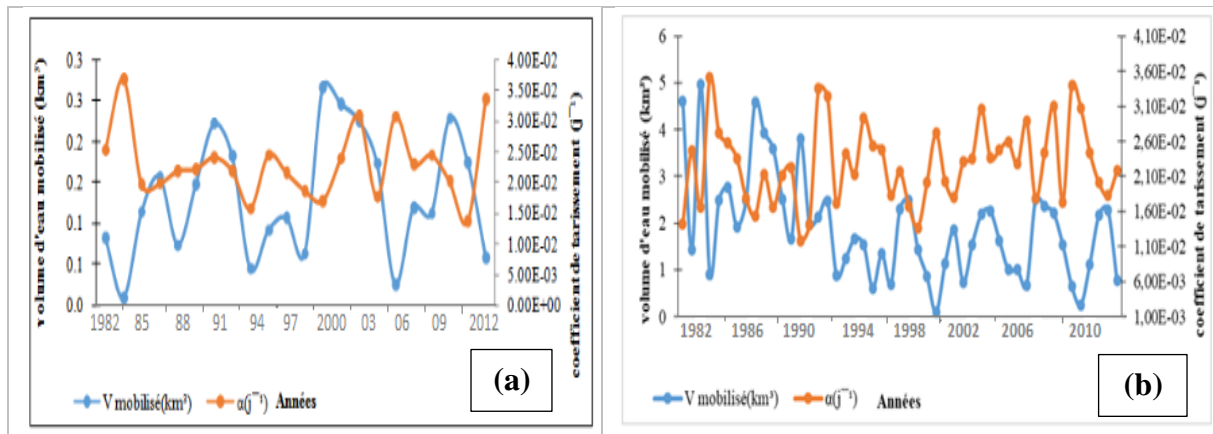 volume d'eau mobilisé (km³)
0.3
0.3
0.2
0.2
0.1
0.1
0.0
4.00E-02
3.50E-02
3.00E-02
2.50E-02
2.00E-02
1.50E-02
1.00E-02
5.00E-03
0.00E+00
coefficient de tarissement (j⁻¹)
1982 85 88 91 94 97 2000 03 06 09 2012
V mobilisé(km³) α(j⁻¹) Années
(a)
volume d'eau mobilisé (km³)
6
5
4
3
2
1
0
4,10E-02
3,60E-02
3,10E-02
2,60E-02
2,10E-02
1,60E-02
1,10E-02
6,00E-03
1,00E-03
coefficient de tarissement (j⁻¹)
1982 1986 1990 1994 1998 2002 2006 2010
V mobilisé(km³) α(j⁻¹) Années
(b)